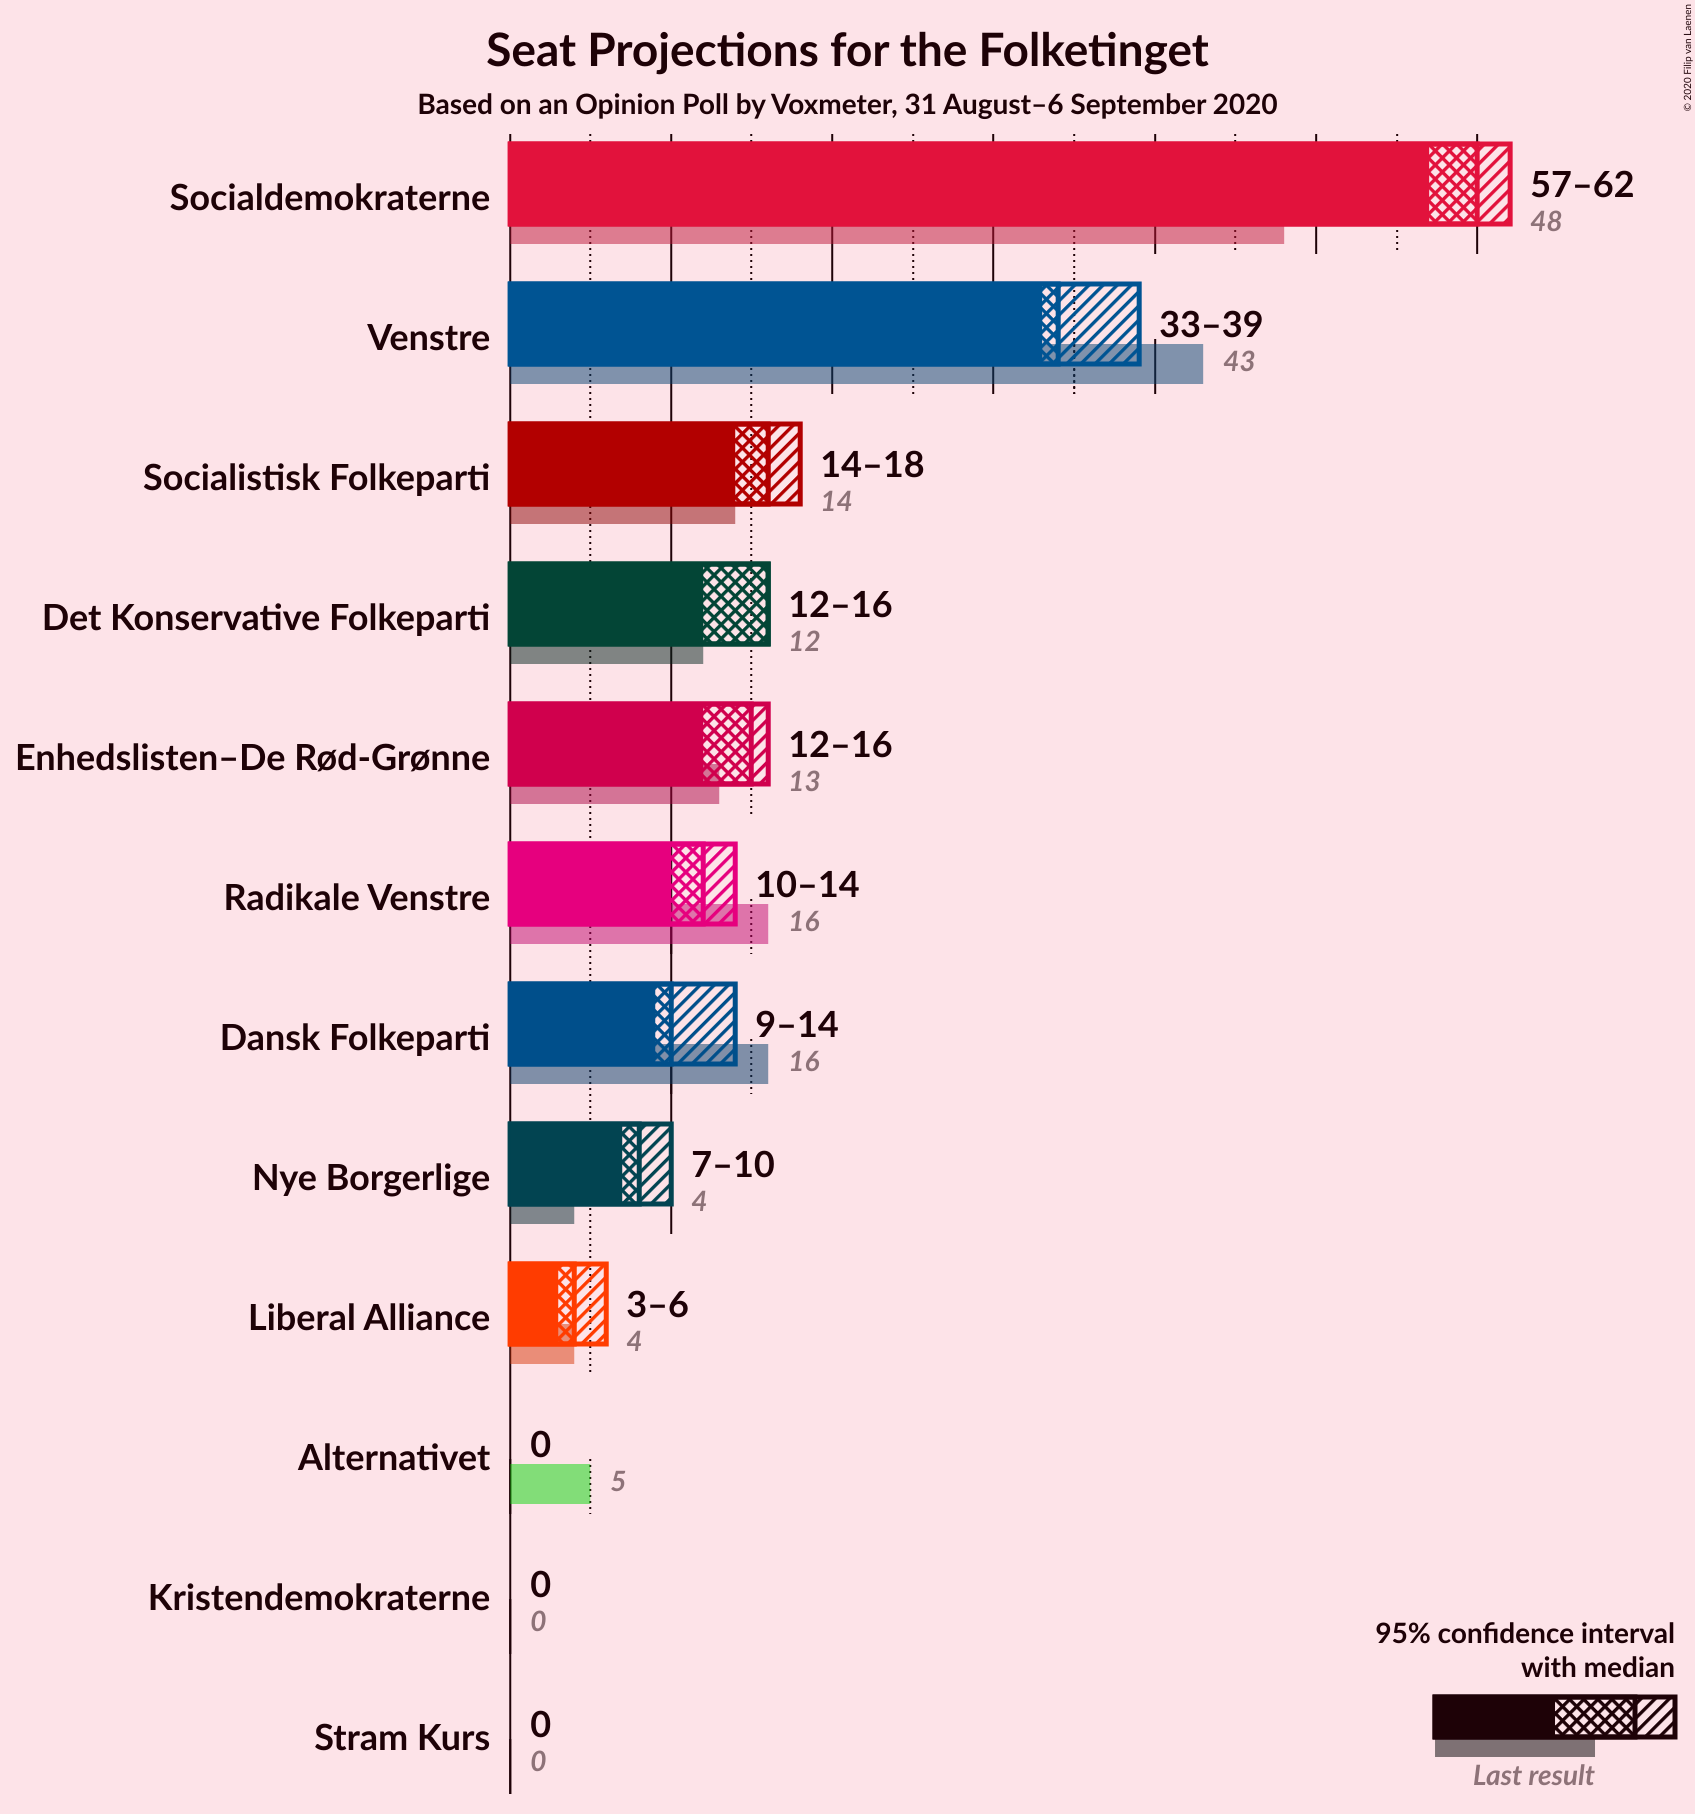 Seat Projections for the Folketinget
Based on an Opinion Poll by Voxmeter, 31 August–6 September 2020
© 2020 Filip van Laenen
Socialdemokraterne
57–62
48
Venstre
33–39
43
Socialistisk Folkeparti
14–18
14
Det Konservative Folkeparti
12–16
12
Enhedslisten–De Rød-Grønne
12–16
13
Radikale Venstre
10–14
16
Dansk Folkeparti
9–14
16
Nye Borgerlige
7–10
4
Liberal Alliance
3–6
4
Alternativet
0
5
Kristendemokraterne
0
0
Stram Kurs
0
0
95% confidence interval
with median
Last result